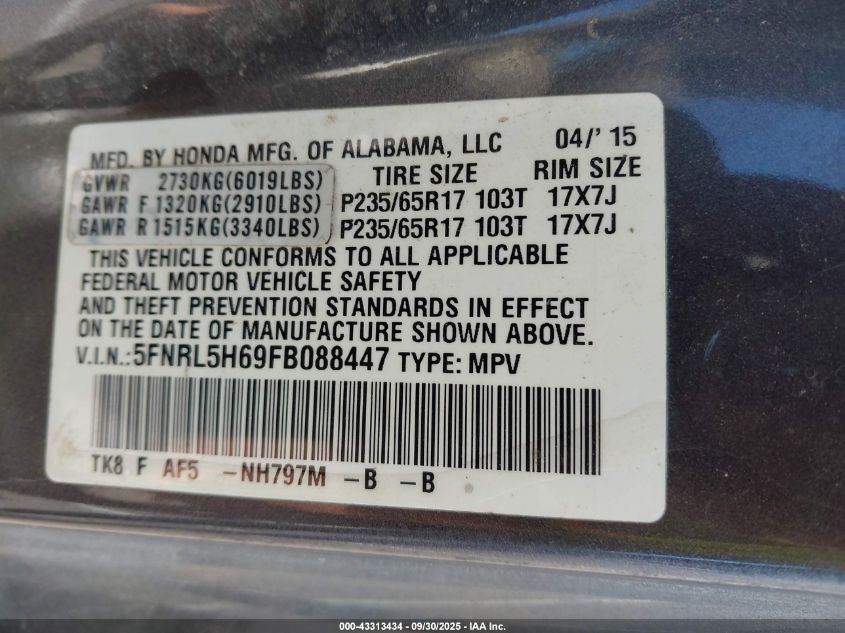 MFD. BY HONDA MFG. OF ALABAMA, LLC 04/' 15
GVWR 2730KG(6019LBS) TIRE SIZE RIM SIZE
GAWR F 1320KG(2910LBS) P235/65R17 103T 17X7J
GAWR R 1515KG(3340LBS) P235/65R17 103T 17X7J
THIS VEHICLE CONFORMS TO ALL APPLICABLE
FEDERAL MOTOR VEHICLE SAFETY
AND THEFT PREVENTION STANDARDS IN EFFECT
ON THE DATE OF MANUFACTURE SHOWN ABOVE.
V.I.N.: 5FNRL5H69FB088447 TYPE: MPV
TK8 F AF5 -NH797M -B -B
000-43313434 - 09/30/2025 - IAA Inc.